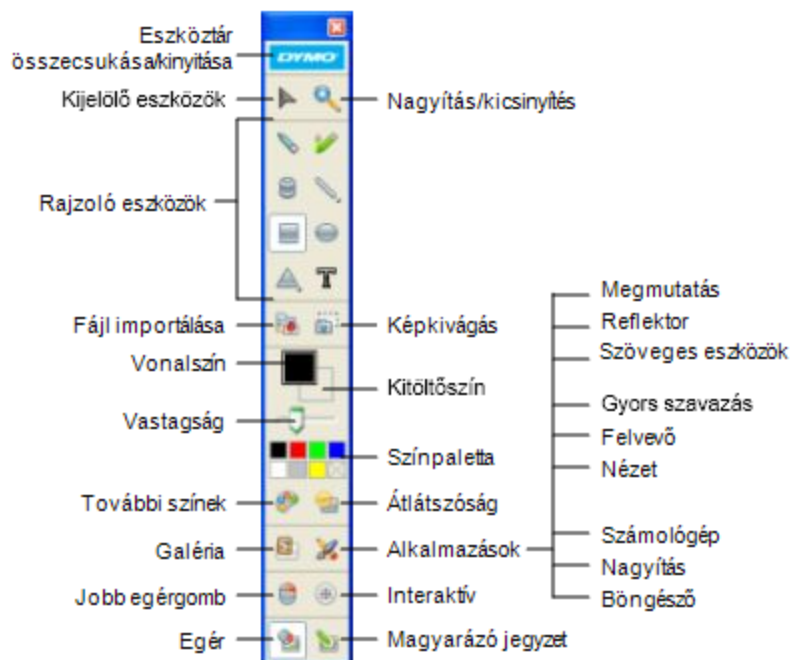 Eszköztár
összecsukása/kinyitása
DYMO
Kijelölő eszközök
Nagyítás/kicsinyítés
Rajzoló eszközök
T
Megmutatás
Reflektor
Szöveges eszközök
Fájl importálása
Képkivágás
Vonalszín
Kitöltőszín
Gyors szavazás
Vastagság
Felvevő
Színpaletta
Nézet
További színek
Átlátszóság
Számológép
Galéria
Alkalmazások
Nagyítás
Jobb egérgomb
Interaktív
Böngésző
Egér
Magyarázó jegyzet